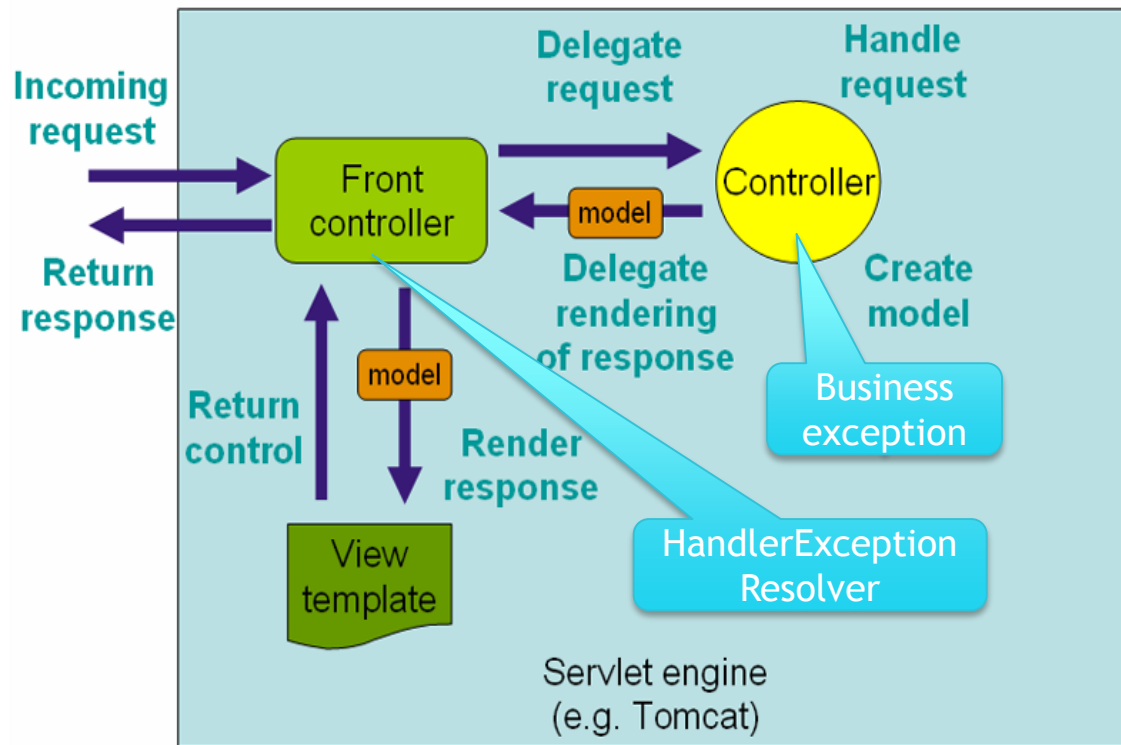 Incoming
request
Delegate
request
Handle
request
Front
controller
model
Controller
Return
response
Delegate
rendering
of response
Create
model
model
Return
control
Render
response
Business
exception
View
template
HandlerException
Resolver
Servlet engine
(e.g. Tomcat)